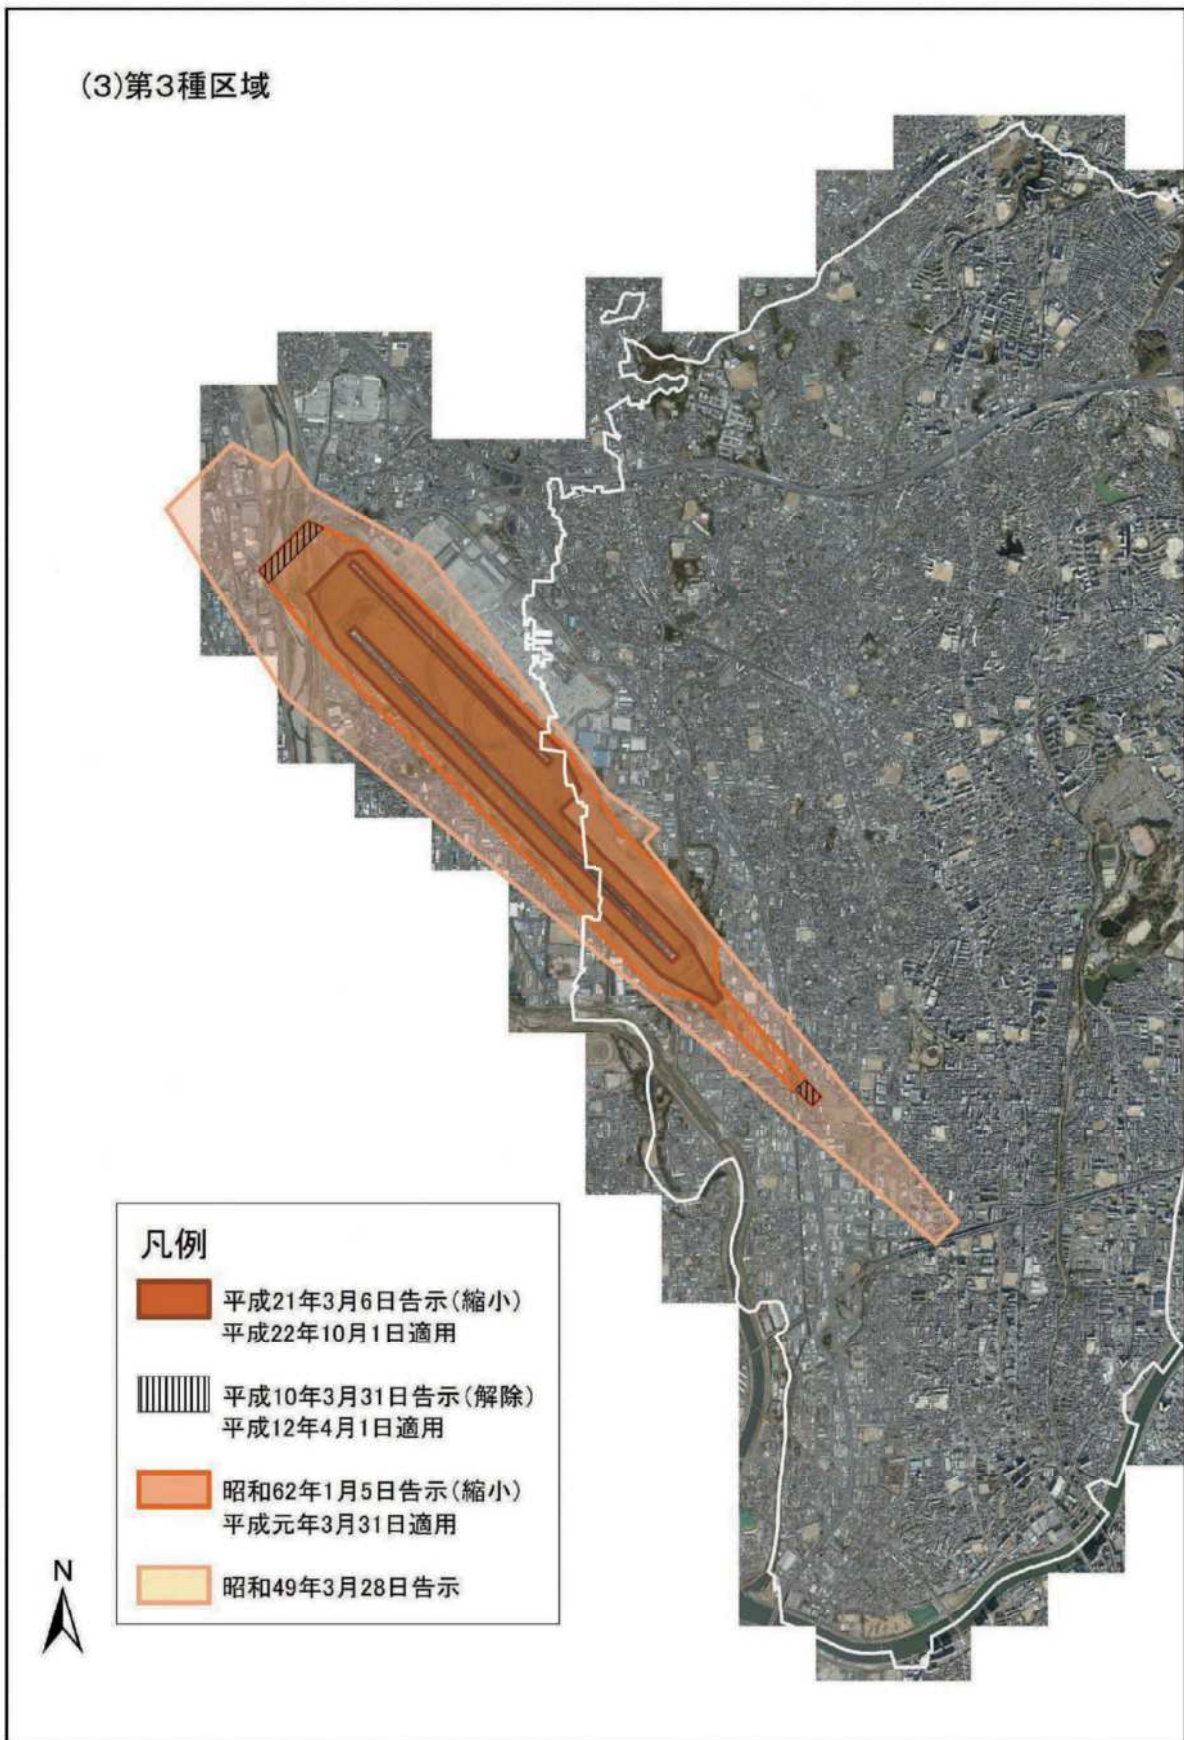 (3)第3種区域
凡例
平成21年3月6日告示(縮小)
平成22年10月1日適用
平成10年3月31日告示(解除)
平成12年4月1日適用
昭和62年1月5日告示(縮小)
平成元年3月31日適用
昭和49年3月28日告示
N